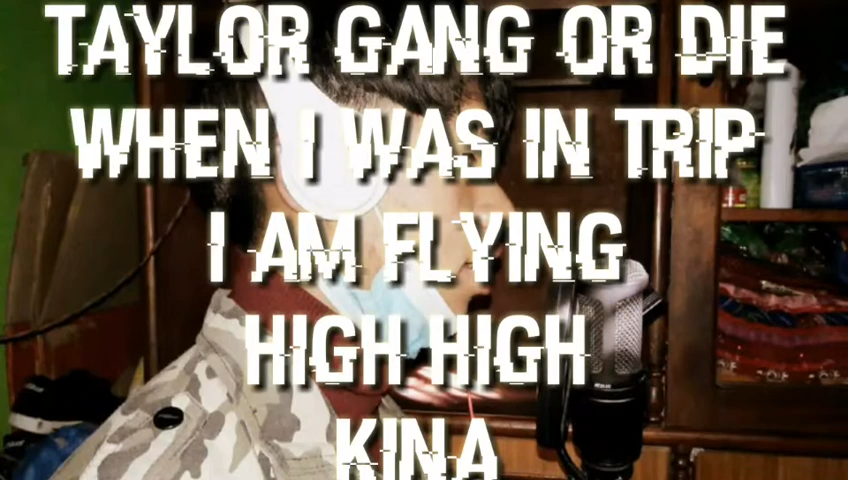 TAYLOR GANG OR DIE
WHEN I WAS IN TRIP
I AM FLYING
HIGH HIGH
KINA